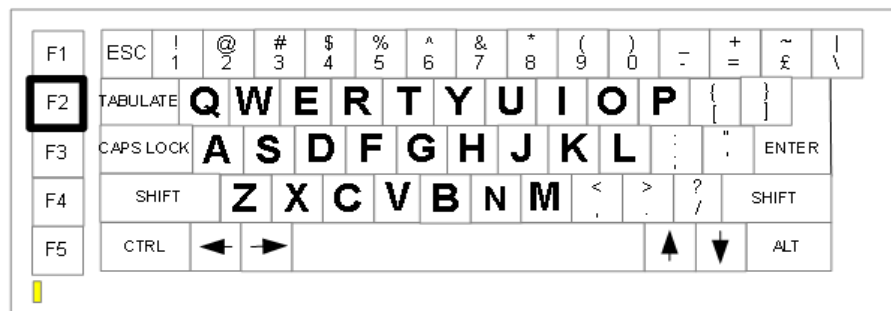 F1 ESC ! 1 @ 2 # 3 $ 4 % 5 ^ 6 & 7 * 8 ( 9 ) 0 _ - + = ~ £ | \
F2 TABULATE Q W E R T Y U I O P { [ } ]
F3 CAPS LOCK A S D F G H J K L : ; " ' ENTER
F4 SHIFT Z X C V B N M < , > . ? / SHIFT
F5 CTRL ALT